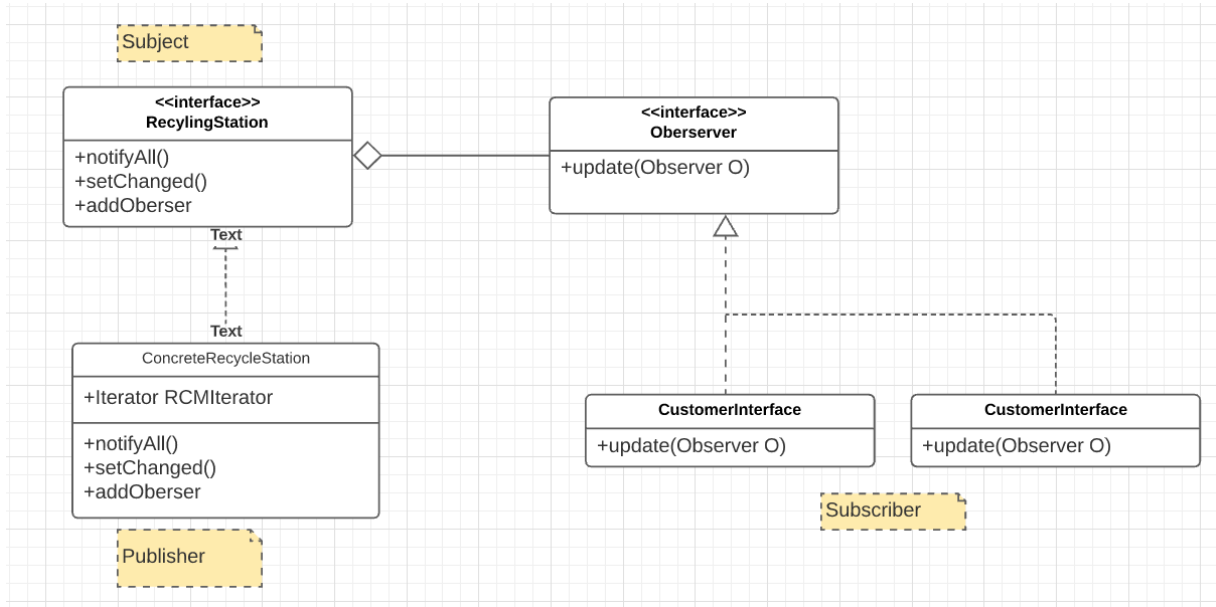 Subject
<<interface>>
RecylingStation
+notifyAll()
+setChanged()
+addOberser
<<interface>>
Oberserver
+update(Observer O)
Text
Text
ConcreteRecycleStation
+Iterator RCMIterator
+notifyAll()
+setChanged()
+addOberser
Publisher
CustomerInterface
+update(Observer O)
CustomerInterface
+update(Observer O)
Subscriber